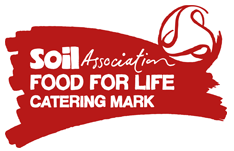 Soil Association
FOOD FOR LIFE
CATERING MARK